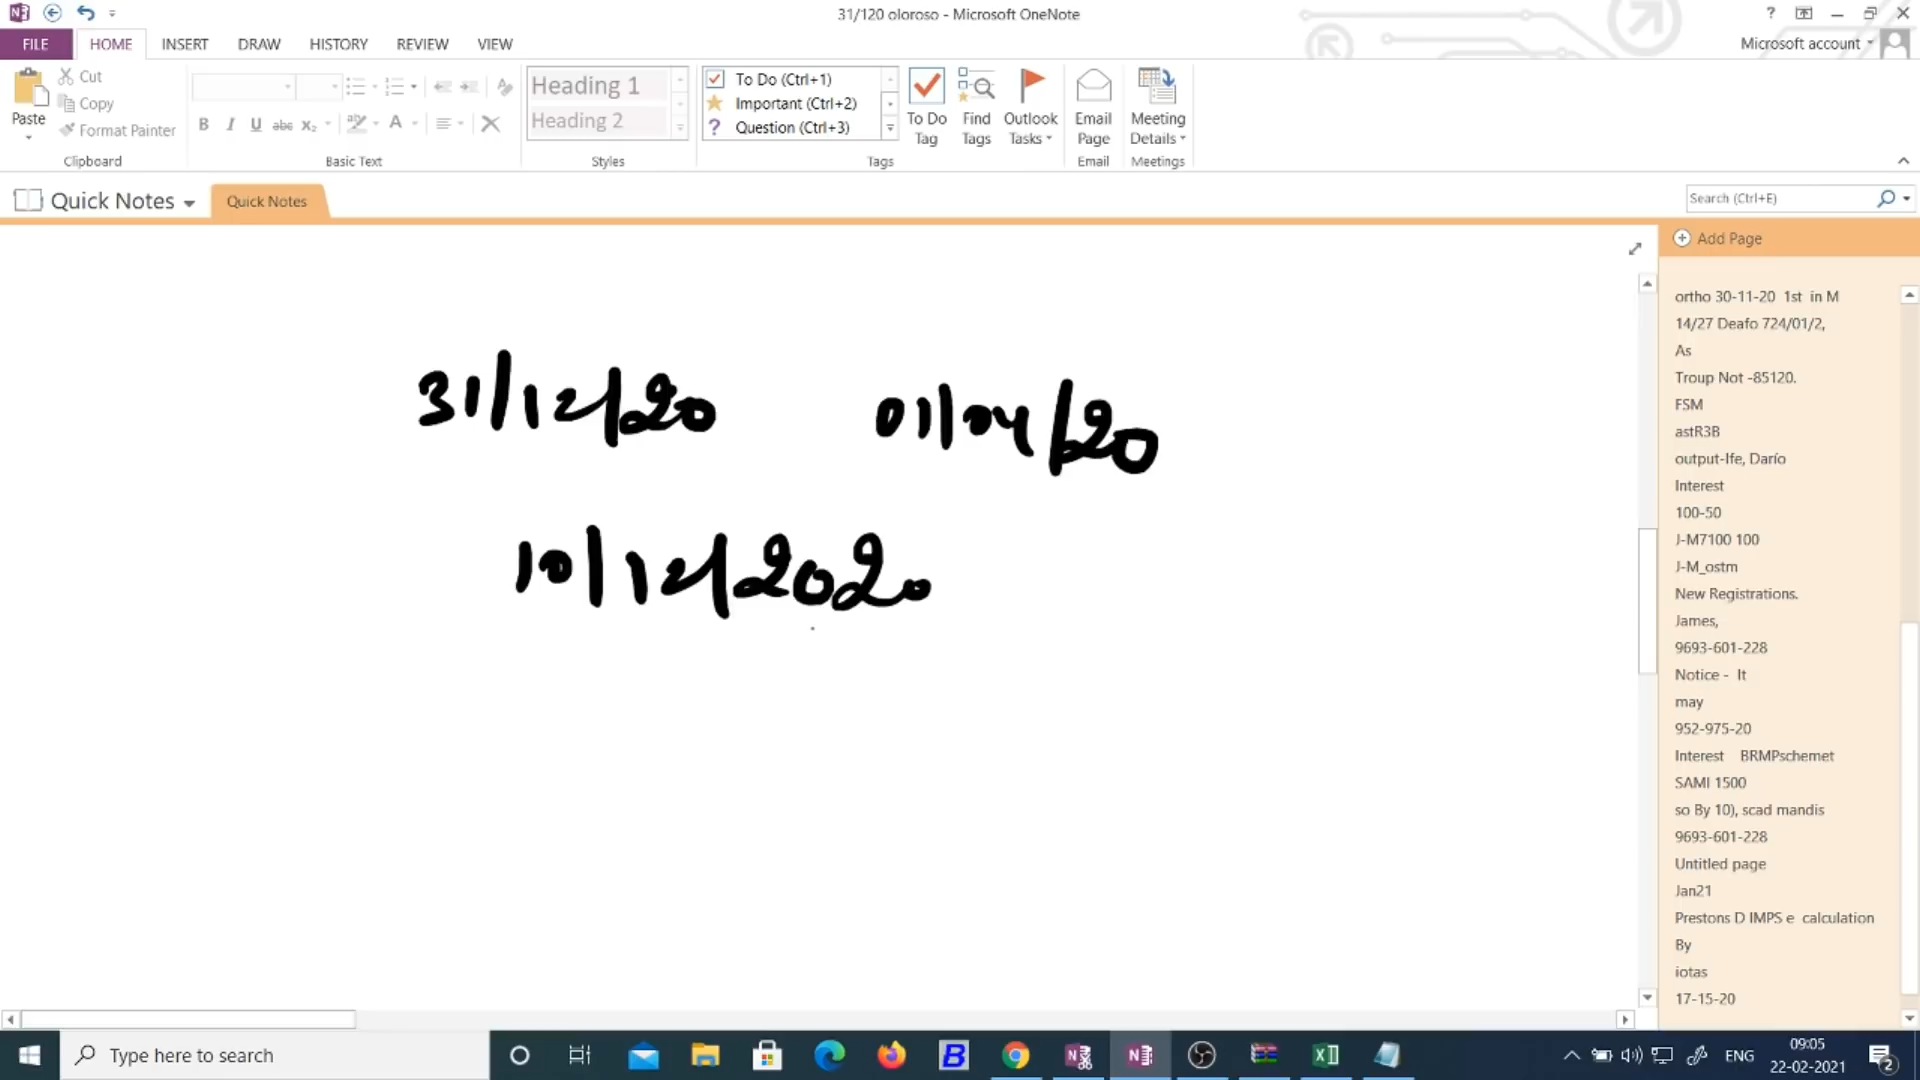 31/120 oloroso - Microsoft OneNote
FILE HOME INSERT DRAW HISTORY REVIEW VIEW
Microsoft account
Paste
Cut
Copy
Format Painter
Clipboard
B I U abc X₂ A
Basic Text
Heading 1
Heading 2
Styles
To Do (Ctrl+1)
Important (Ctrl+2)
Question (Ctrl+3)
To Do Tag
Find Tags
Outlook Tasks
Tags
Email Page
Email
Meeting Details
Meetings
Quick Notes
Quick Notes
Search (Ctrl+E)
31/12/20 01/04/20
10/12/2020
Add Page
ortho 30-11-20 1st in M
14/27 Deafo 724/01/2,
As
Troup Not -85120.
FSM
astR3B
output-Ife, Darío
Interest
100-50
J-M7100 100
J-M_ostm
New Registrations.
James,
9693-601-228
Notice - It
may
952-975-20
Interest BRMPschemet
SAMI 1500
so By 10), scad mandis
9693-601-228
Untitled page
Jan21
Prestons D IMPS e calculation
By
iotas
17-15-20
Type here to search
ENG
09:05
22-02-2021
2